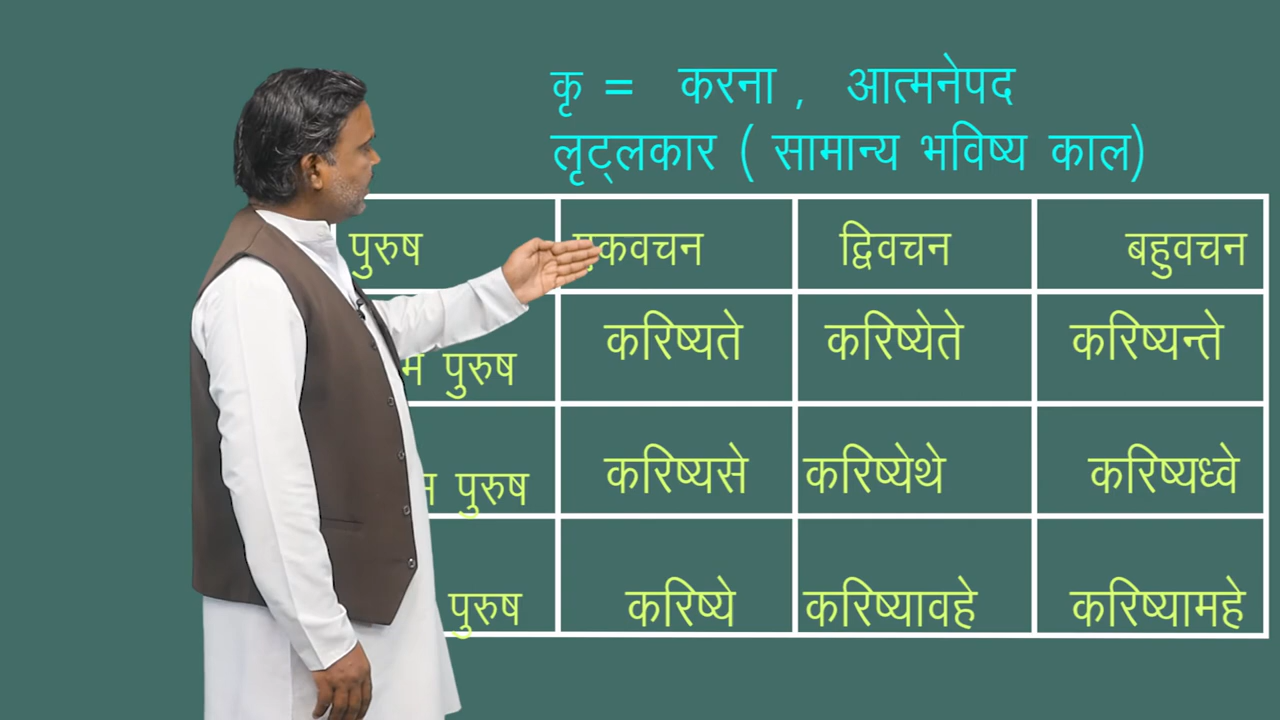 कृ = करना , आत्मनेपद
लृट्लकार ( सामान्य भविष्य काल)
पुरुष एकवचन द्विवचन बहुवचन
पुरुष करिष्यते करिष्येते करिष्यन्ते
पुरुष करिष्यसे करिष्येथे करिष्यध्वे
पुरुष करिष्ये करिष्यावहे करिष्यामहे